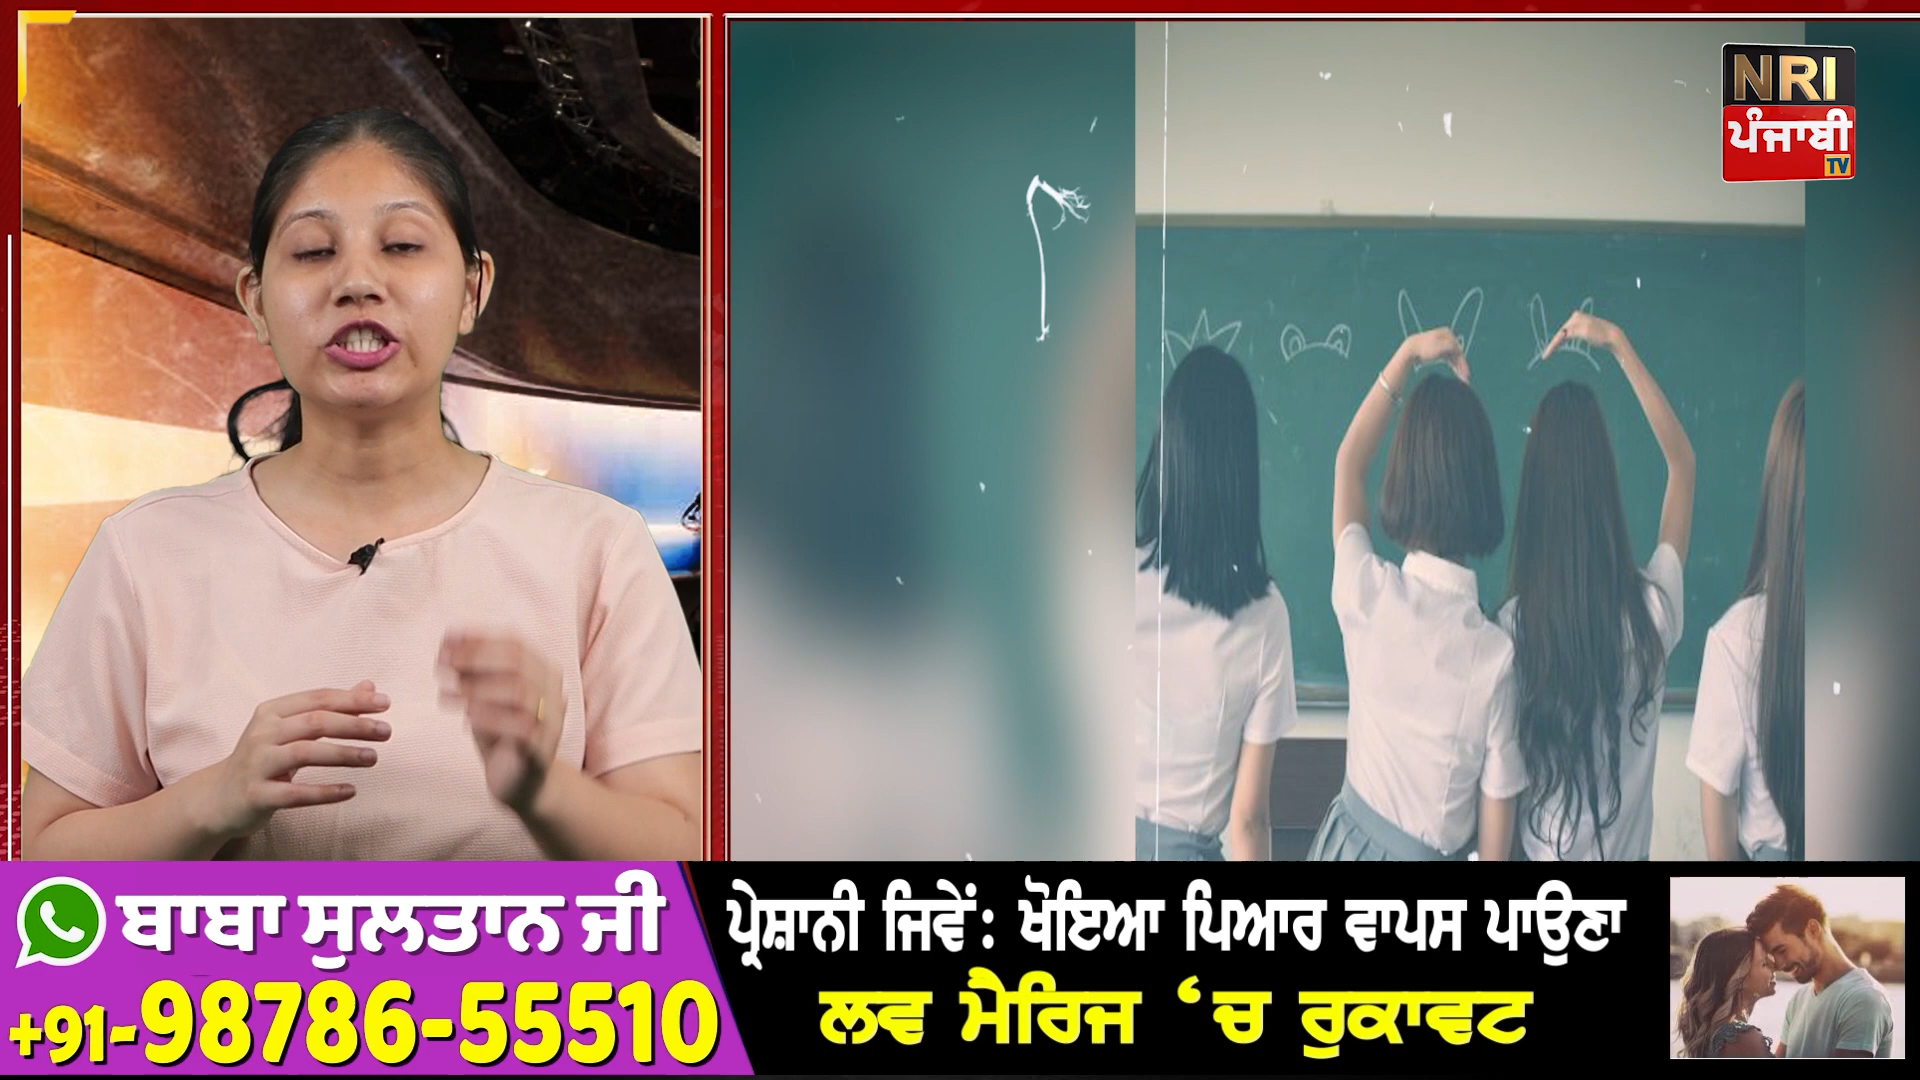 NRI
ਪੰਜਾਬੀ
TV
ਬਾਬਾ ਸੁਲਤਾਨ ਜੀ
+91-98786-55510
ਪ੍ਰੇਸ਼ਾਨੀ ਜਿਵੇਂ: ਖੋਇਆ ਪਿਆਰ ਵਾਪਸ ਪਾਉਣਾ
ਲਵ ਮੈਰਿਜ ‘ਚ ਰੁਕਾਵਟ